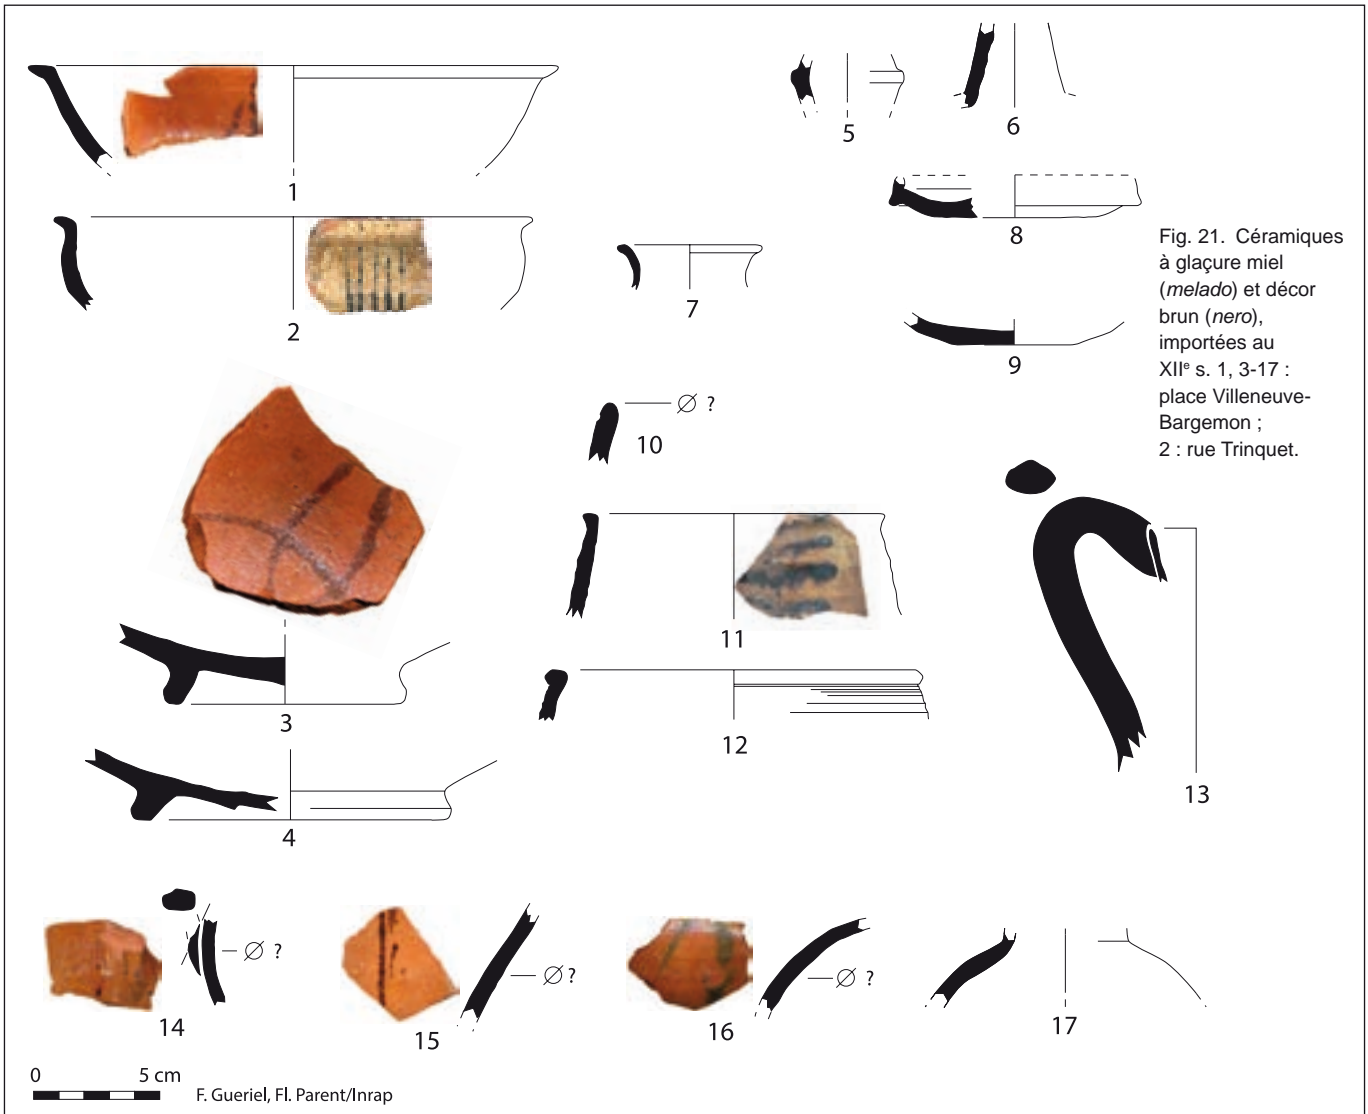 1
2
3
4
5
6
7
8
9
Fig. 21. Céramiques
à glaçure miel
(melado) et décor
brun (nero),
importées au
XIIe s. 1, 3-17 :
place Villeneuve-
Bargemon ;
2 : rue Trinquet.
Ø ?
10
11
12
13
Ø ?
14
Ø ?
15
Ø ?
16
17
0 5 cm
F. Gueriel, Fl. Parent/Inrap